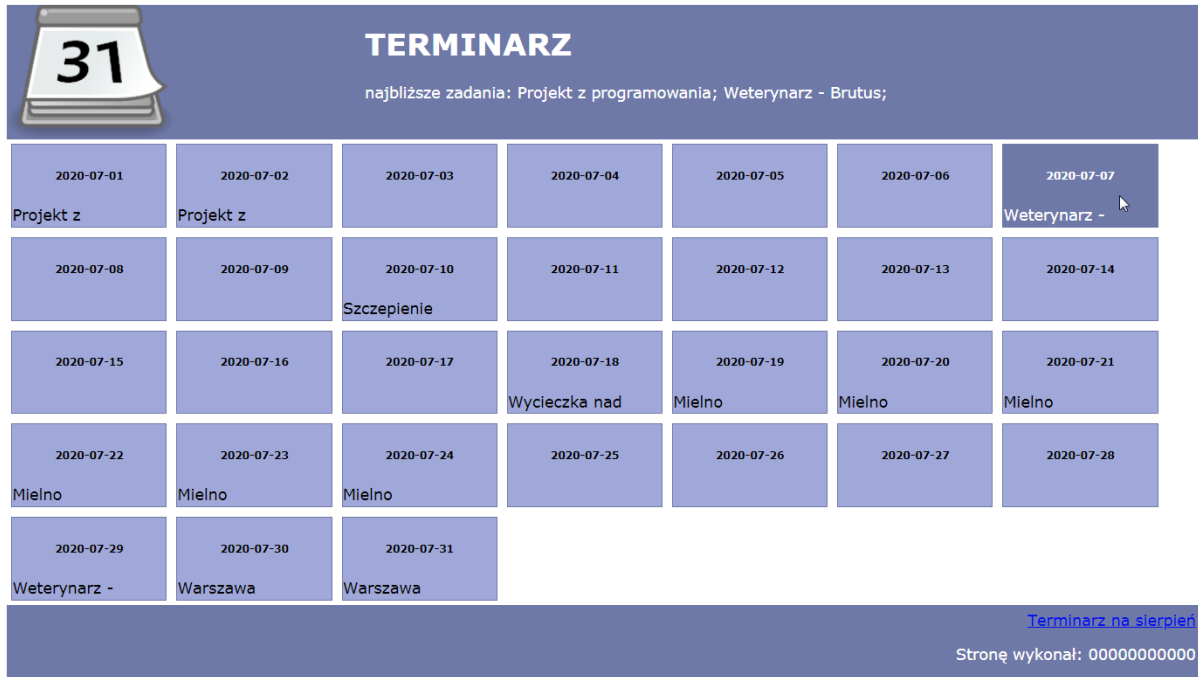 31
TERMINARZ
najbliższe zadania: Projekt z programowania; Weterynarz - Brutus;
2020-07-01
Projekt z
2020-07-02
Projekt z
2020-07-03
2020-07-04
2020-07-05
2020-07-06
2020-07-07
Weterynarz -
2020-07-08
2020-07-09
2020-07-10
Szczepienie
2020-07-11
2020-07-12
2020-07-13
2020-07-14
2020-07-15
2020-07-16
2020-07-17
2020-07-18
Wycieczka nad
2020-07-19
Mielno
2020-07-20
Mielno
2020-07-21
Mielno
2020-07-22
Mielno
2020-07-23
Mielno
2020-07-24
Mielno
2020-07-25
2020-07-26
2020-07-27
2020-07-28
2020-07-29
Weterynarz -
2020-07-30
Warszawa
2020-07-31
Warszawa
Terminarz na sierpień
Stronę wykonał: 00000000000